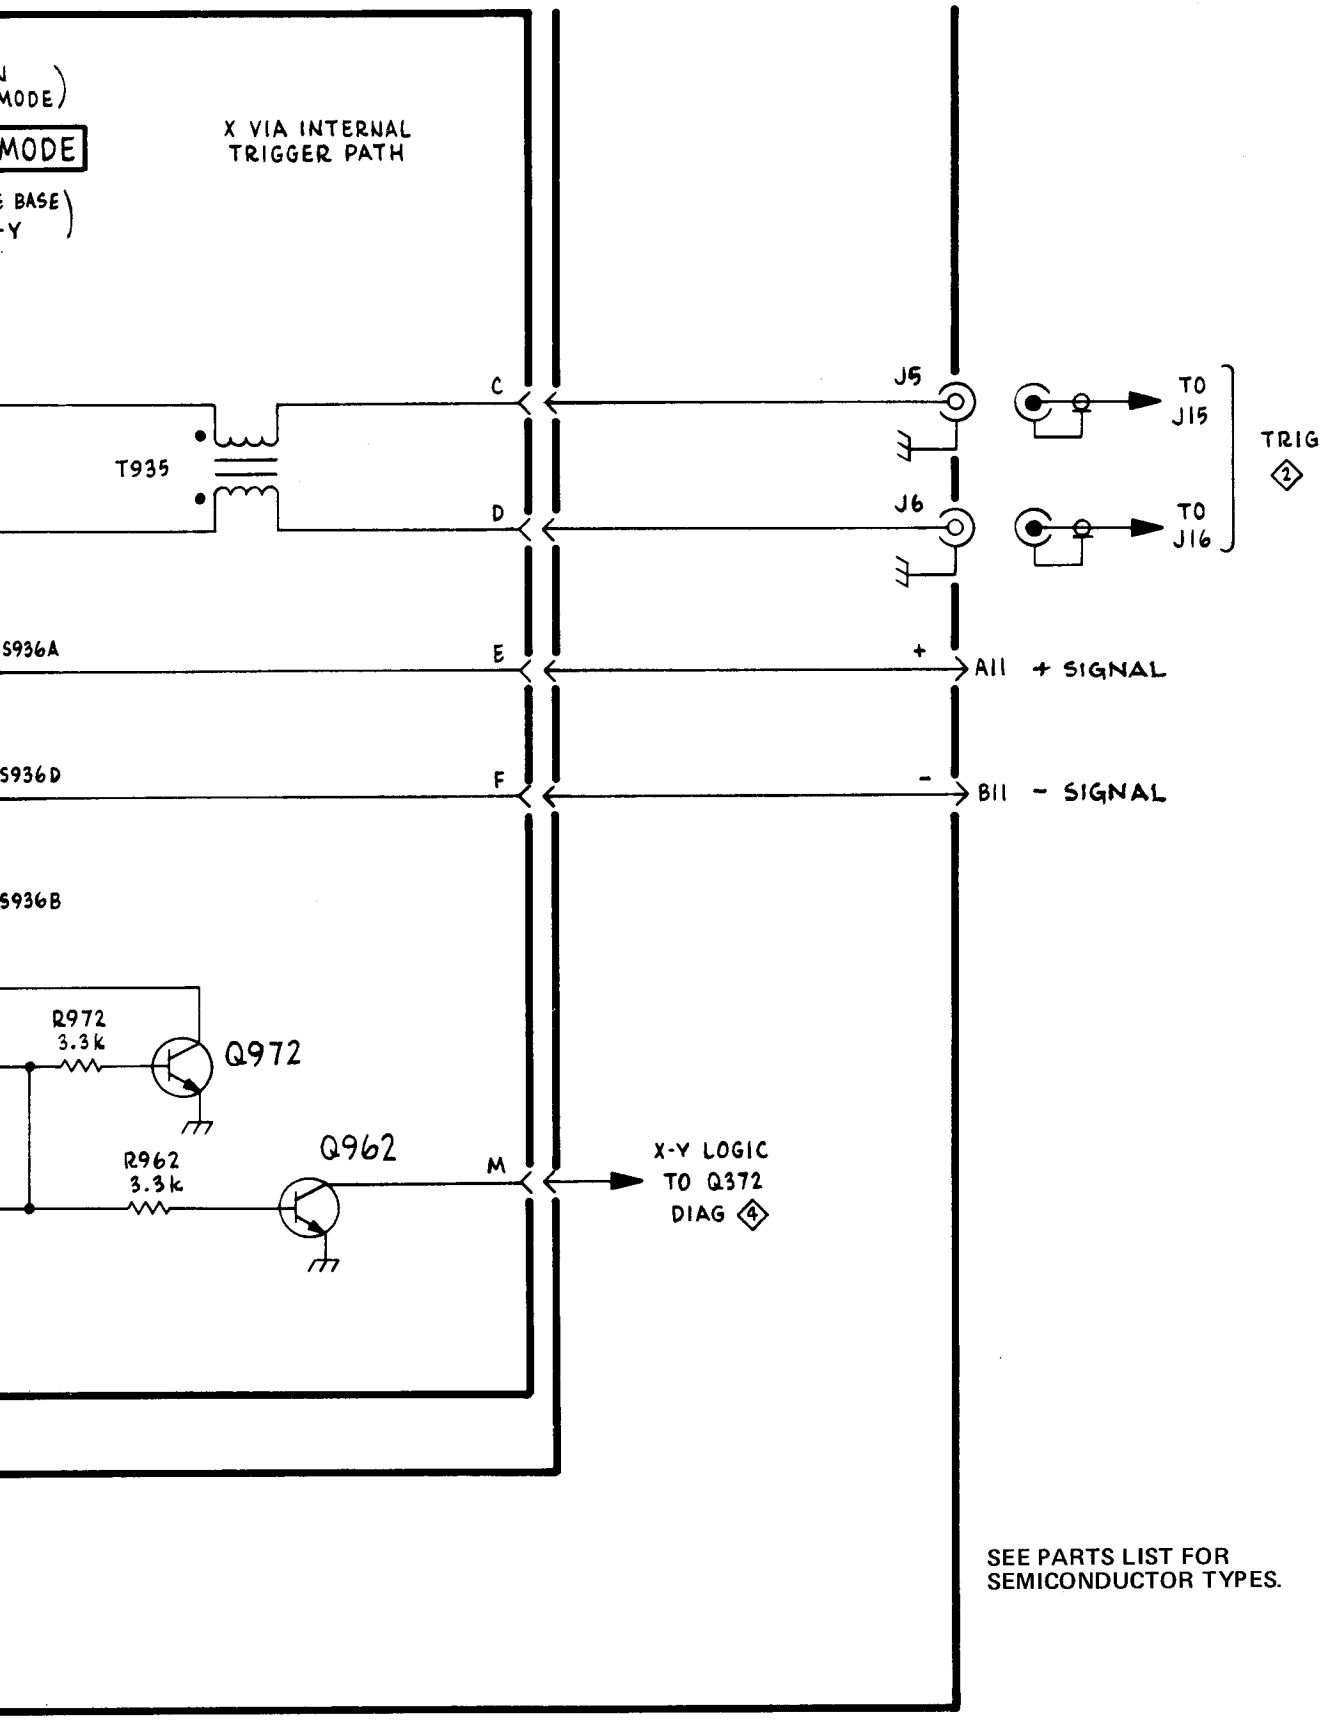 N
MODE)
MODE
E BASE)
-Y )
X VIA INTERNAL
TRIGGER PATH
C
J5
TO
J15
TRIG
2
T935
D
J6
TO
J16
S936A
E
+
A11 + SIGNAL
S936D
F
-
B11 - SIGNAL
S936B
R972
3.3k
Q972
Q962
R962
3.3k
M
X-Y LOGIC
TO Q372
DIAG 4
SEE PARTS LIST FOR
SEMICONDUCTOR TYPES.